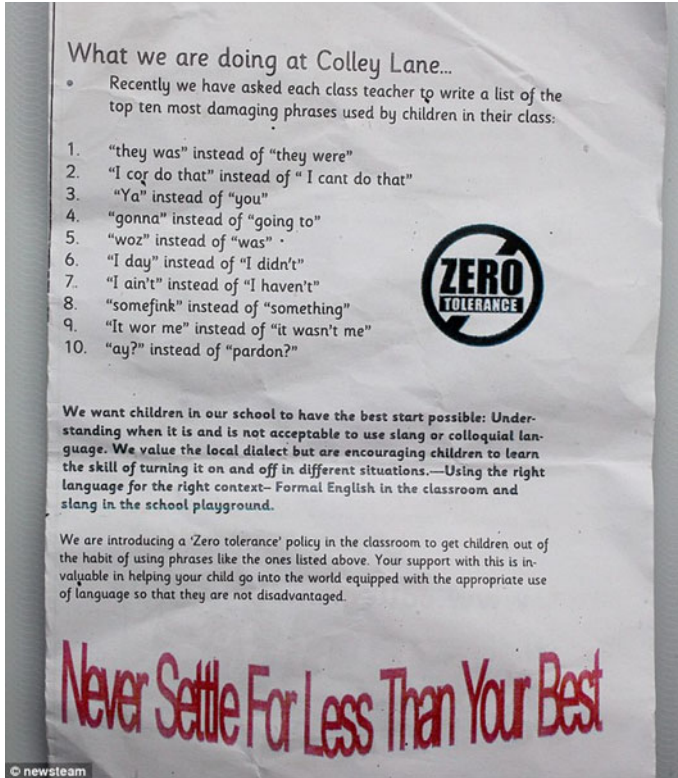 What we are doing at Colley Lane...
• Recently we have asked each class teacher to write a list of the
top ten most damaging phrases used by children in their class:
1. "they was" instead of "they were"
2. "I cor do that" instead of " I cant do that"
3. "Ya" instead of "you"
4. "gonna" instead of "going to"
5. "woz" instead of "was"
6. "I day" instead of "I didn't"
7. "I ain't" instead of "I haven't"
8. "somefink" instead of "something"
9. "It wor me" instead of "it wasn't me"
10. "ay?" instead of "pardon?"
ZERO
TOLERANCE
We want children in our school to have the best start possible: Under-
standing when it is and is not acceptable to use slang or colloquial lan-
guage. We value the local dialect but are encouraging children to learn
the skill of turning it on and off in different situations.—Using the right
language for the right context– Formal English in the classroom and
slang in the school playground.
We are introducing a 'Zero tolerance' policy in the classroom to get children out of
the habit of using phrases like the ones listed above. Your support with this is in-
valuable in helping your child go into the world equipped with the appropriate use
of language so that they are not disadvantaged.
Never Settle For Less Than Your Best
© newsteam